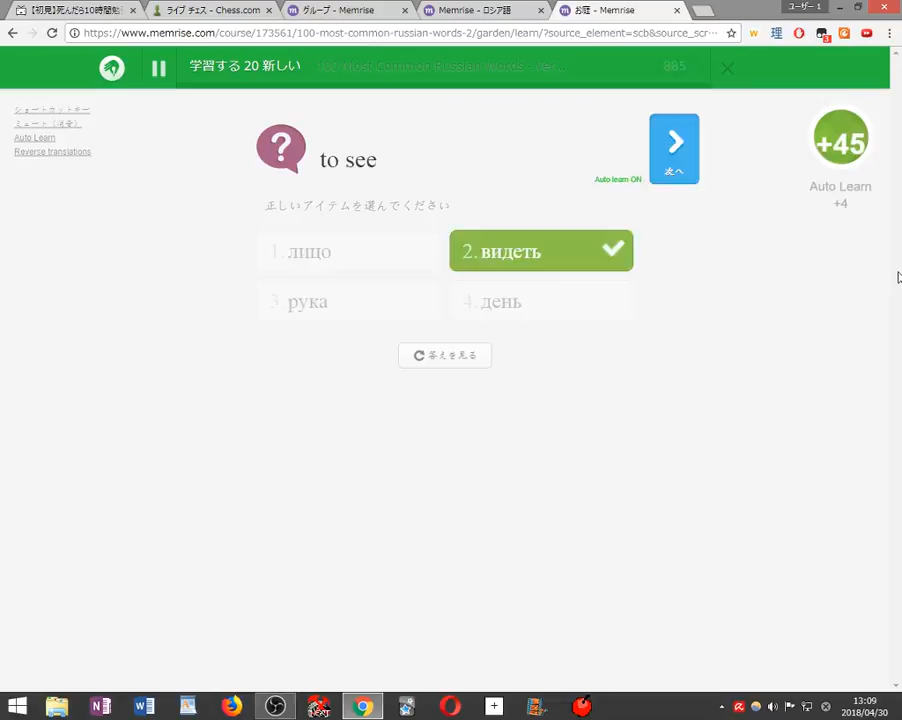 【初見】死んだら10時間勉
ライブ チェス - Chess.com
グループ - Memrise
Memrise - ロシア語
お庭 - Memrise
ユーザー 1
https://www.memrise.com/course/173561/100-most-common-russian-words-2/garden/learn/?source_element=scb&source_scr...
学習する 20 新しい
100 Most Common Russian Words - Ver...
885
ショートカットキー
ミュート（消音）
Auto Learn
Reverse translations
?
to see
次へ
Auto learn ON
+45
Auto Learn
+4
正しいアイテムを選んでください
1. лицо
2. видеть
3. рука
4. день
答えを見る
13:09
2018/04/30